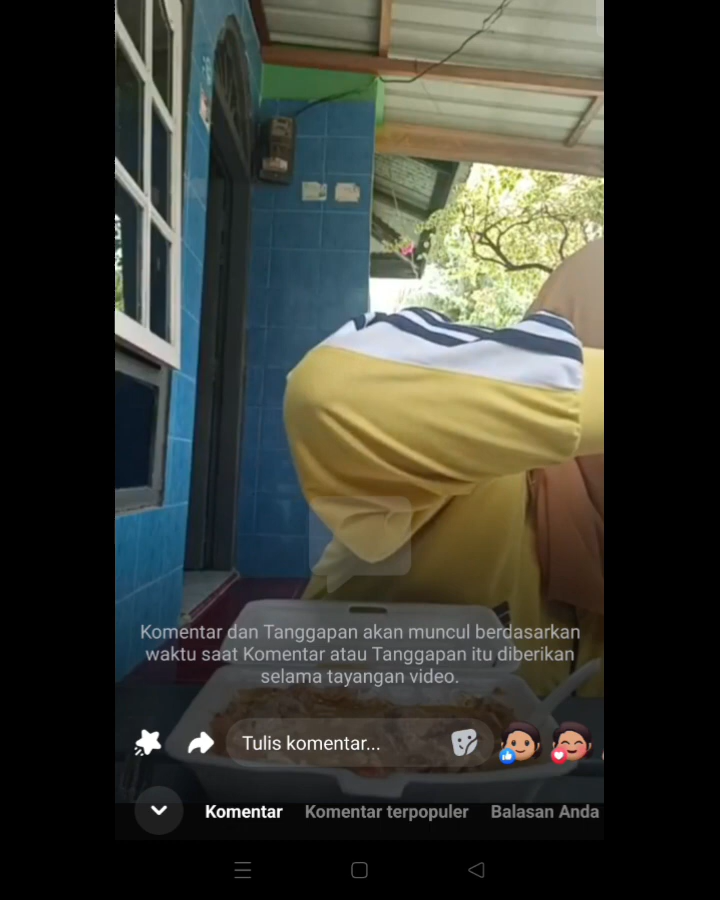 Komentar dan Tanggapan akan muncul berdasarkan
waktu saat Komentar atau Tanggapan itu diberikan
selama tayangan video.
Tulis komentar...
Komentar Komentar terpopuler Balasan Anda